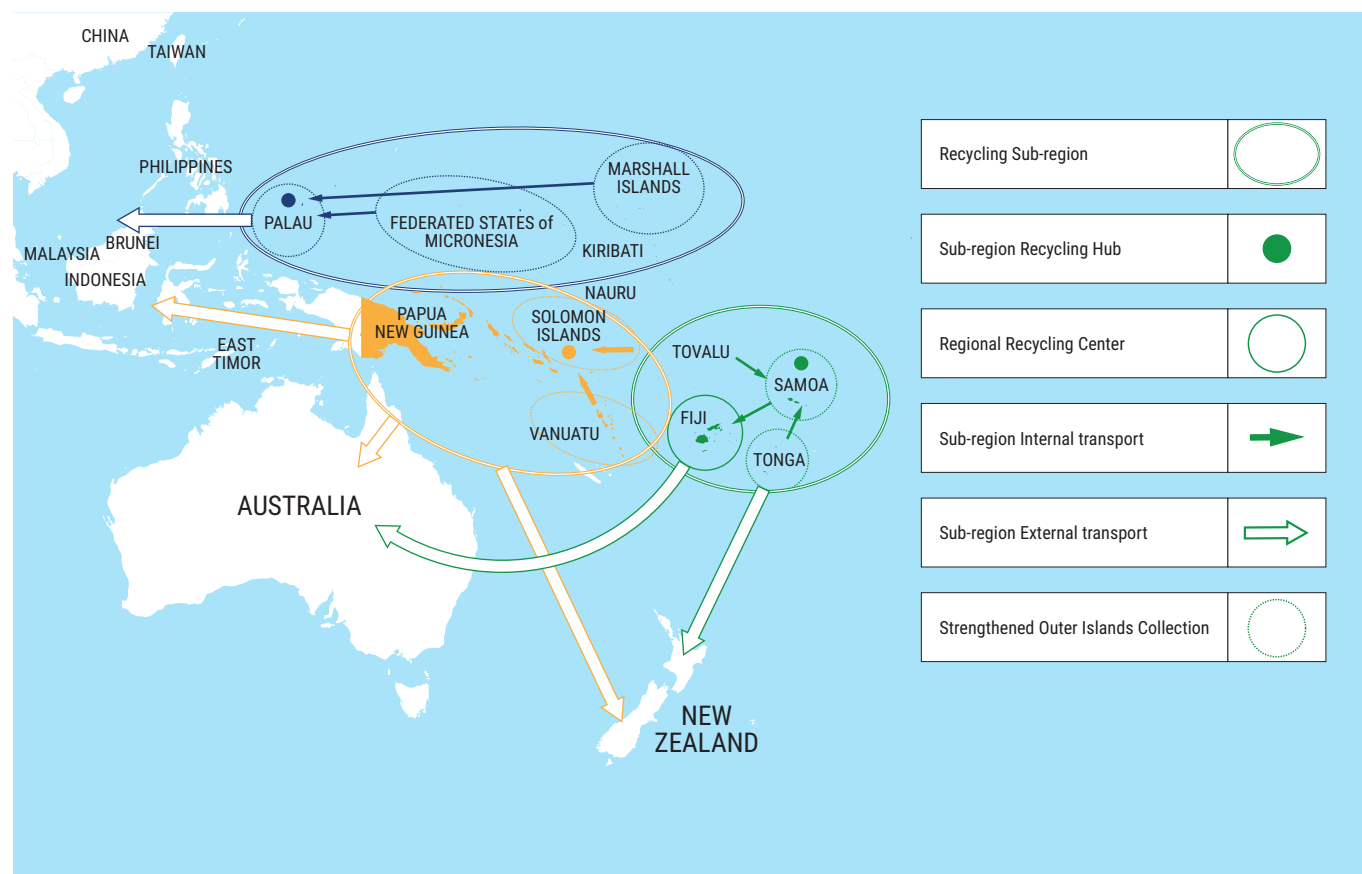 CHINA
TAIWAN
PHILIPPINES
MALAYSIA
BRUNEI
INDONESIA
EAST
TIMOR
PALAU
FEDERATED STATES of
MICRONESIA
MARSHALL
ISLANDS
KIRIBATI
NAURU
PAPUA
NEW GUINEA
SOLOMON
ISLANDS
VANUATU
TOVALU
SAMOA
FIJI
TONGA
AUSTRALIA
NEW
ZEALAND
Recycling Sub-region
Sub-region Recycling Hub
Regional Recycling Center
Sub-region Internal transport
Sub-region External transport
Strengthened Outer Islands Collection